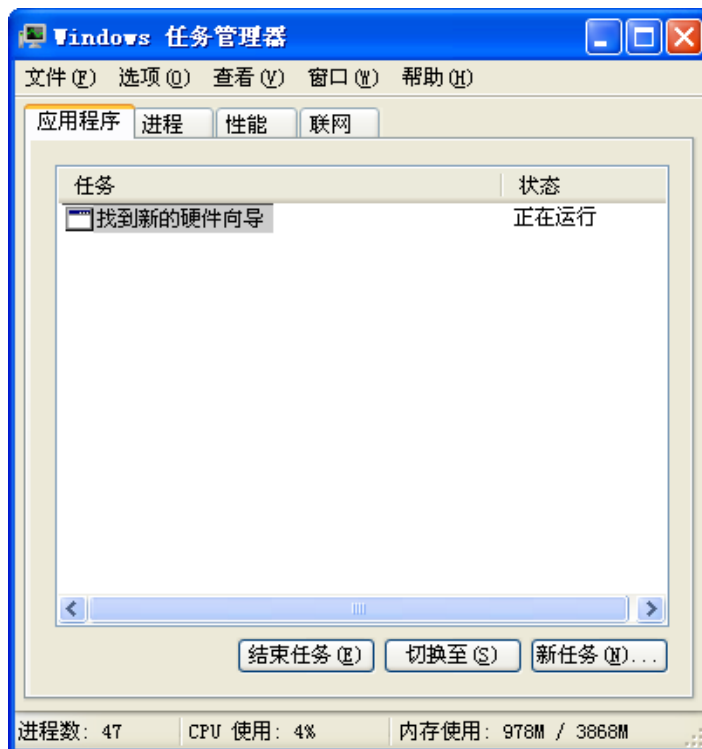 Windows 任务管理器
文件(F) 选项(O) 查看(V) 窗口(W) 帮助(H)
应用程序 进程 性能 联网
任务 状态
找到新的硬件向导 正在运行
结束任务(E) 切换至(S) 新任务(N)...
进程数: 47 CPU 使用: 4% 内存使用: 978M / 3868M